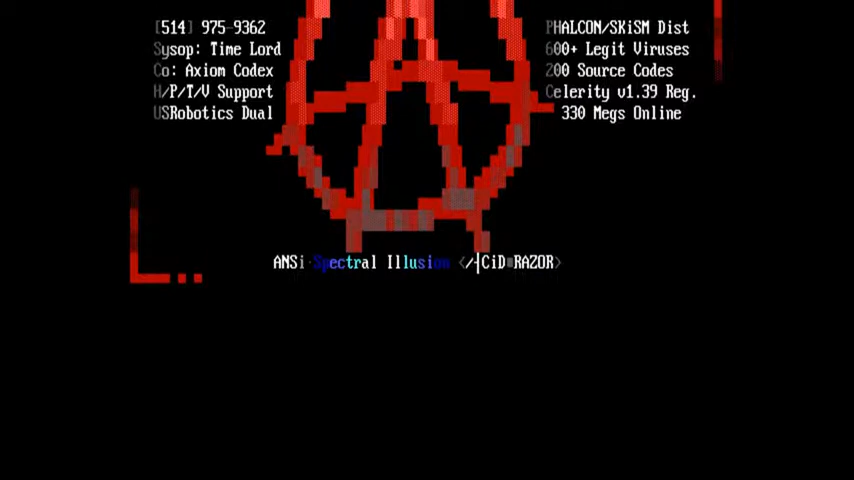 [514] 975-9362
PHALCON/SKiSM Dist
Sysop: Time Lord
600+ Legit Viruses
Co: Axiom Codex
200 Source Codes
H/P/T/V Support
Celerity v1.39 Reg.
USRobotics Dual
330 Megs Online
ANSi·Spectral Illusion </┤CiD■RAZOR>